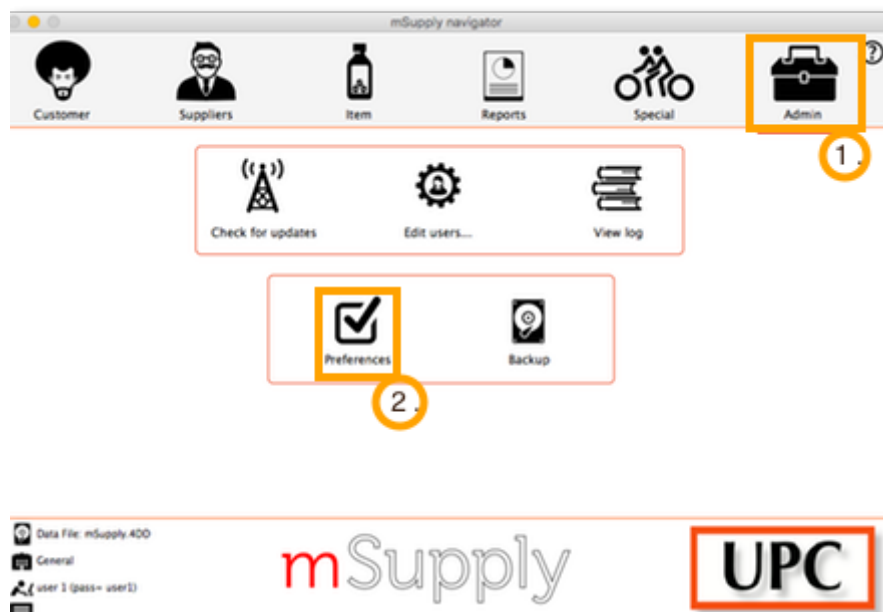 mSupply navigator
?
Customer Suppliers Item Reports Special Admin
1.
Check for updates Edit users... View log
Preferences Backup
2.
Data File: mSupply.4DD
General
user 1 (pass= user1)
mSupply
UPC